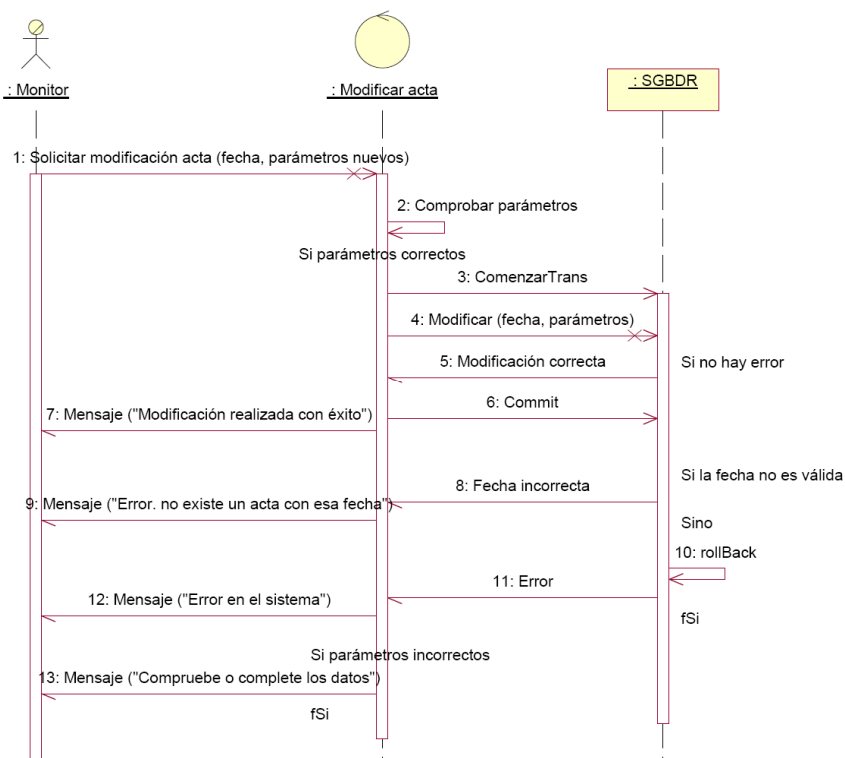 : Monitor
: Modificar acta
: SGBDR
1: Solicitar modificación acta (fecha, parámetros nuevos)
2: Comprobar parámetros
Si parámetros correctos
3: ComenzarTrans
4: Modificar (fecha, parámetros)
5: Modificación correcta
Si no hay error
6: Commit
7: Mensaje ("Modificación realizada con éxito")
Si la fecha no es válida
8: Fecha incorrecta
9: Mensaje ("Error. no existe un acta con esa fecha")
Sino
10: rollBack
11: Error
12: Mensaje ("Error en el sistema")
fSi
Si parámetros incorrectos
13: Mensaje ("Compruebe o complete los datos")
fSi